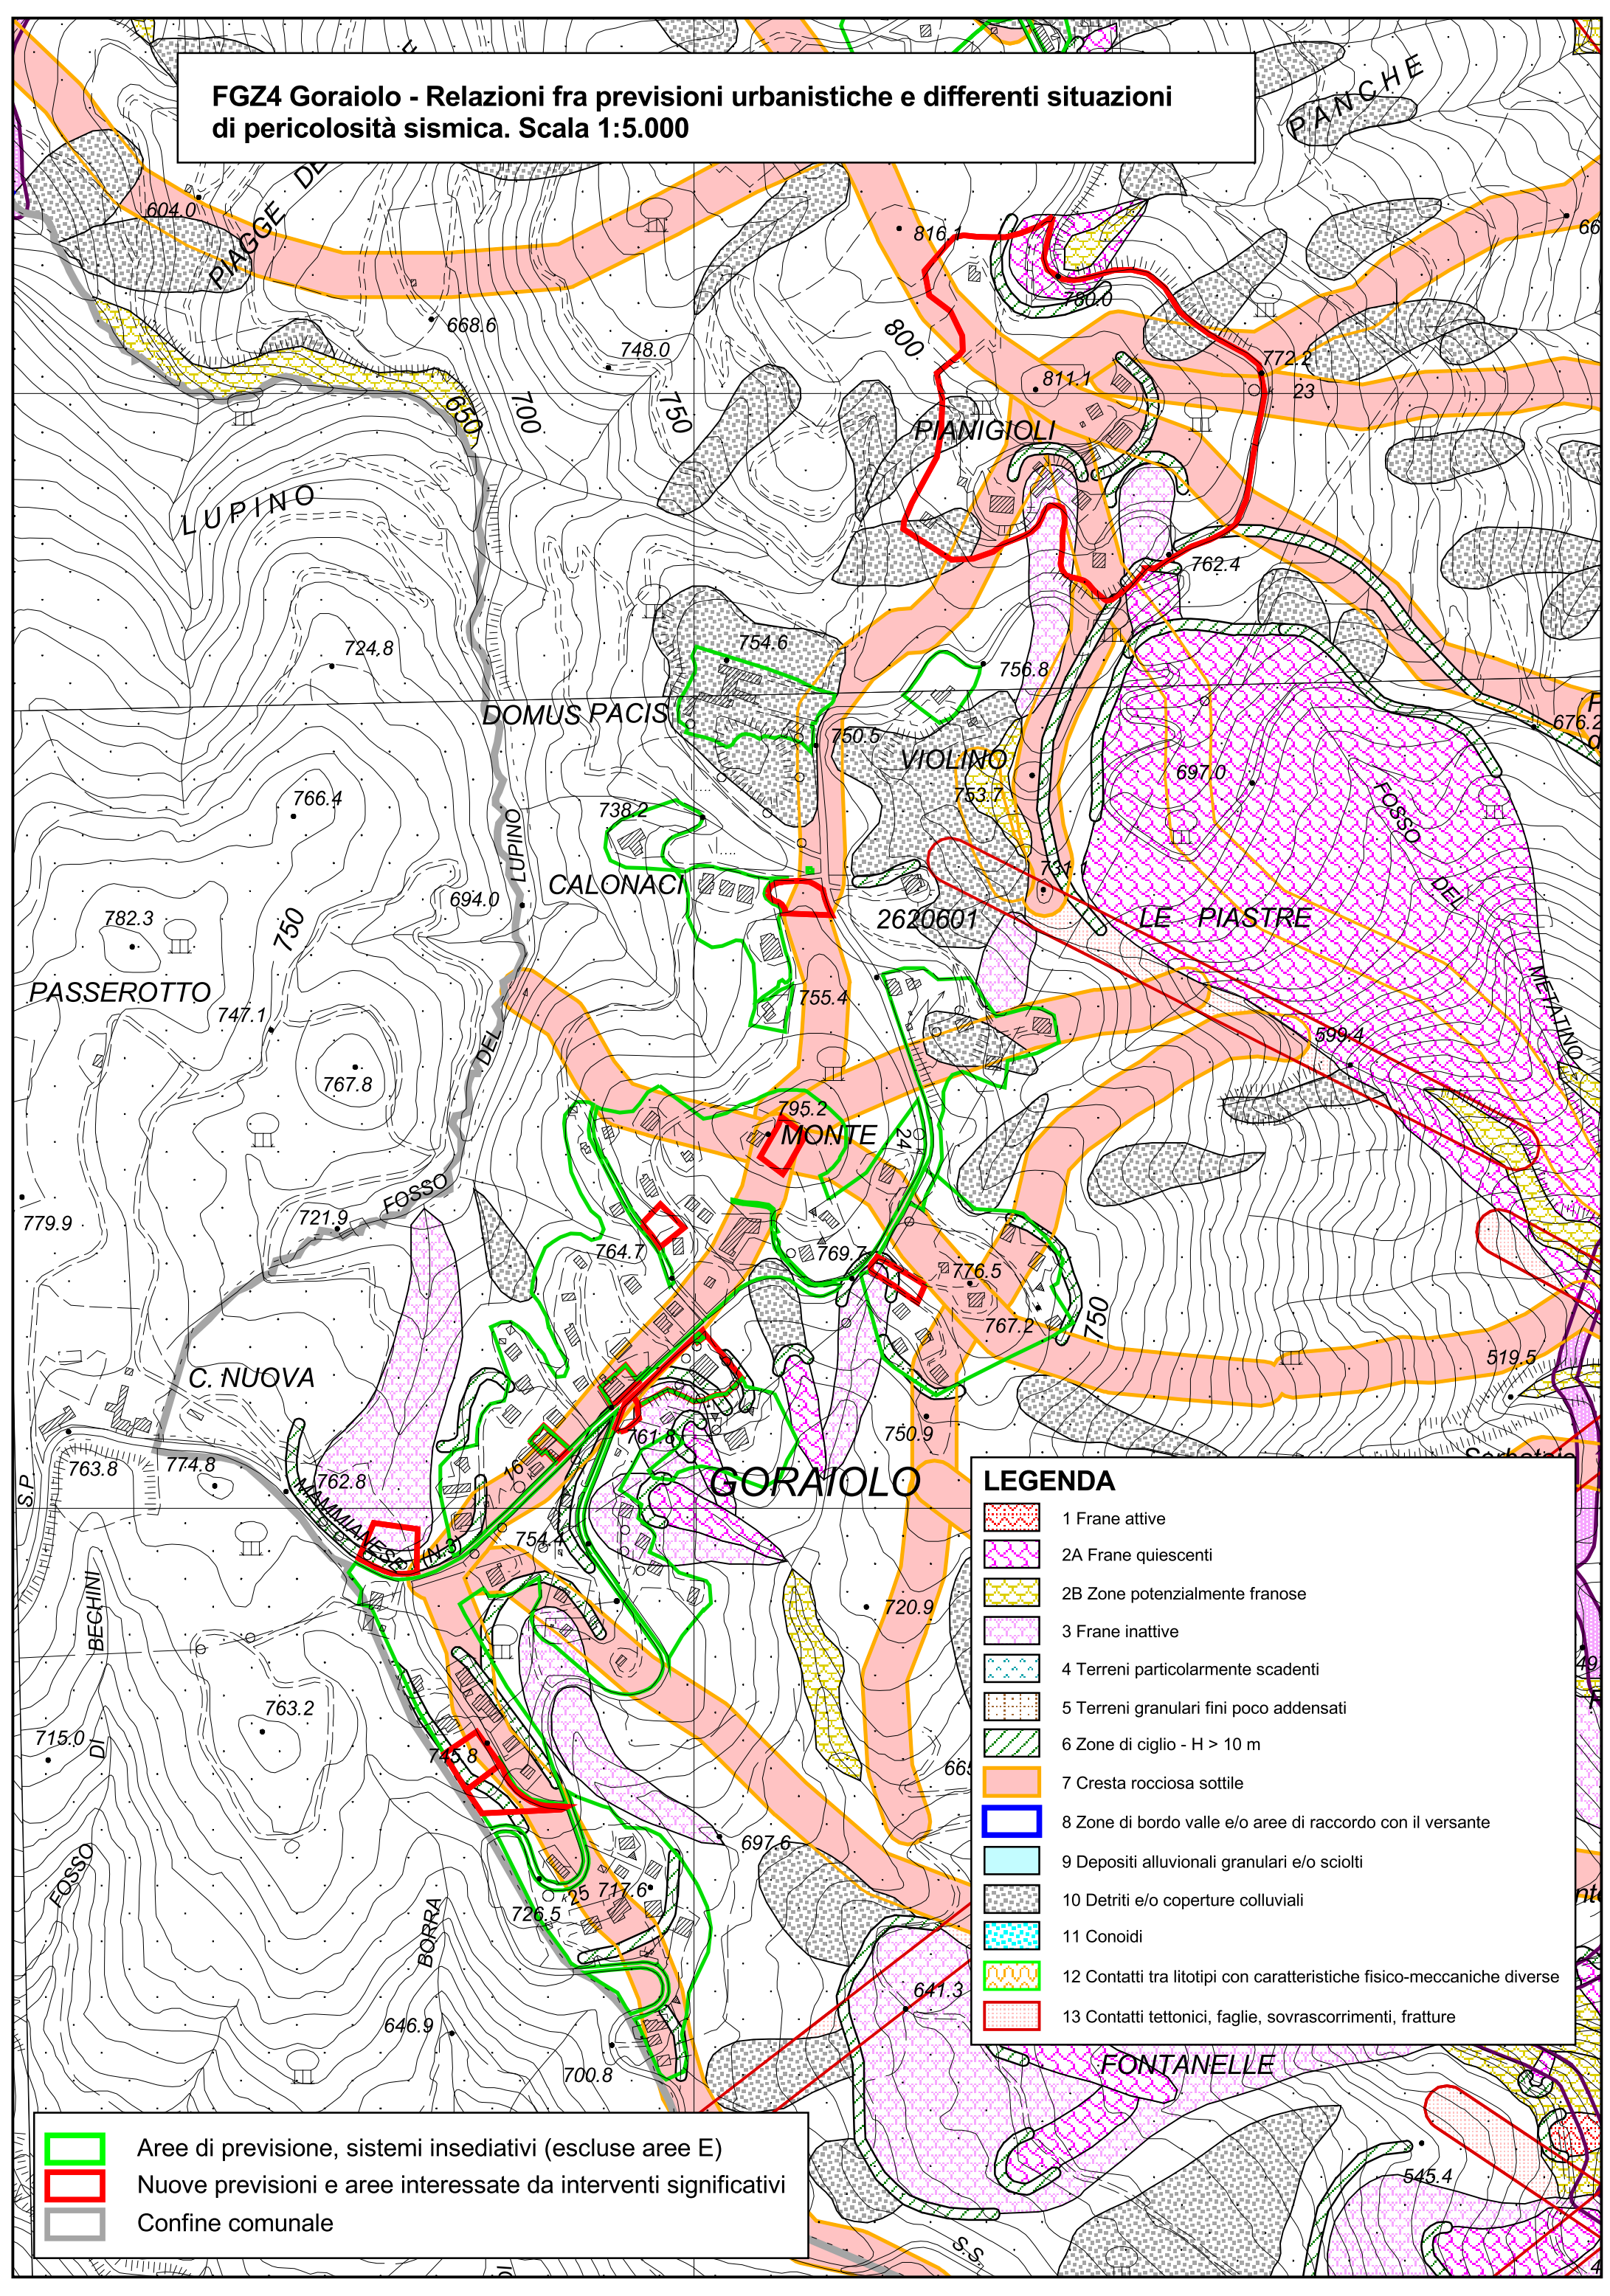 FGZ4 Goraiolo - Relazioni fra previsioni urbanistiche e differenti situazioni
di pericolosità sismica. Scala 1:5.000
PANCHE
604.0
PIAGGE
816.1
780.0
668.6
748.0
800
772.2
23
811.1
650
700
750
PIANIGIOLI
LUPINO
762.4
724.8
754.6
756.8
DOMUS PACIS
750.5
VIOLINO
676.2
697.0
753.7
766.4
738.2
FOSSO
LUPINO
731.1
CALONACI
694.0
DEL
782.3
750
2620601
LE PIASTRE
PASSEROTTO
755.4
METATINO
747.1
599.4
DEL
767.8
795.2
MONTE
24
FOSSO
779.9
721.9
764.7
769.7
776.5
767.2
750
519.5
C. NUOVA
761.8
750.9
763.8
774.8
762.8
16
GORAIOLO
S.P.
MAMMIANESE
(N.3)
754.4
BECHINI
720.9
763.2
715.0
DI
745.8
697.6
FOSSO
25
717.6
726.5
BORRA
641.3
646.9
700.8
FONTANELLE
545.4
S.S.
LEGENDA
1 Frane attive
2A Frane quiescenti
2B Zone potenzialmente franose
3 Frane inattive
4 Terreni particolarmente scadenti
5 Terreni granulari fini poco addensati
6 Zone di ciglio - H > 10 m
7 Cresta rocciosa sottile
8 Zone di bordo valle e/o aree di raccordo con il versante
9 Depositi alluvionali granulari e/o sciolti
10 Detriti e/o coperture colluviali
11 Conoidi
12 Contatti tra litotipi con caratteristiche fisico-meccaniche diverse
13 Contatti tettonici, faglie, sovrascorrimenti, fratture
Aree di previsione, sistemi insediativi (escluse aree E)
Nuove previsioni e aree interessate da interventi significativi
Confine comunale